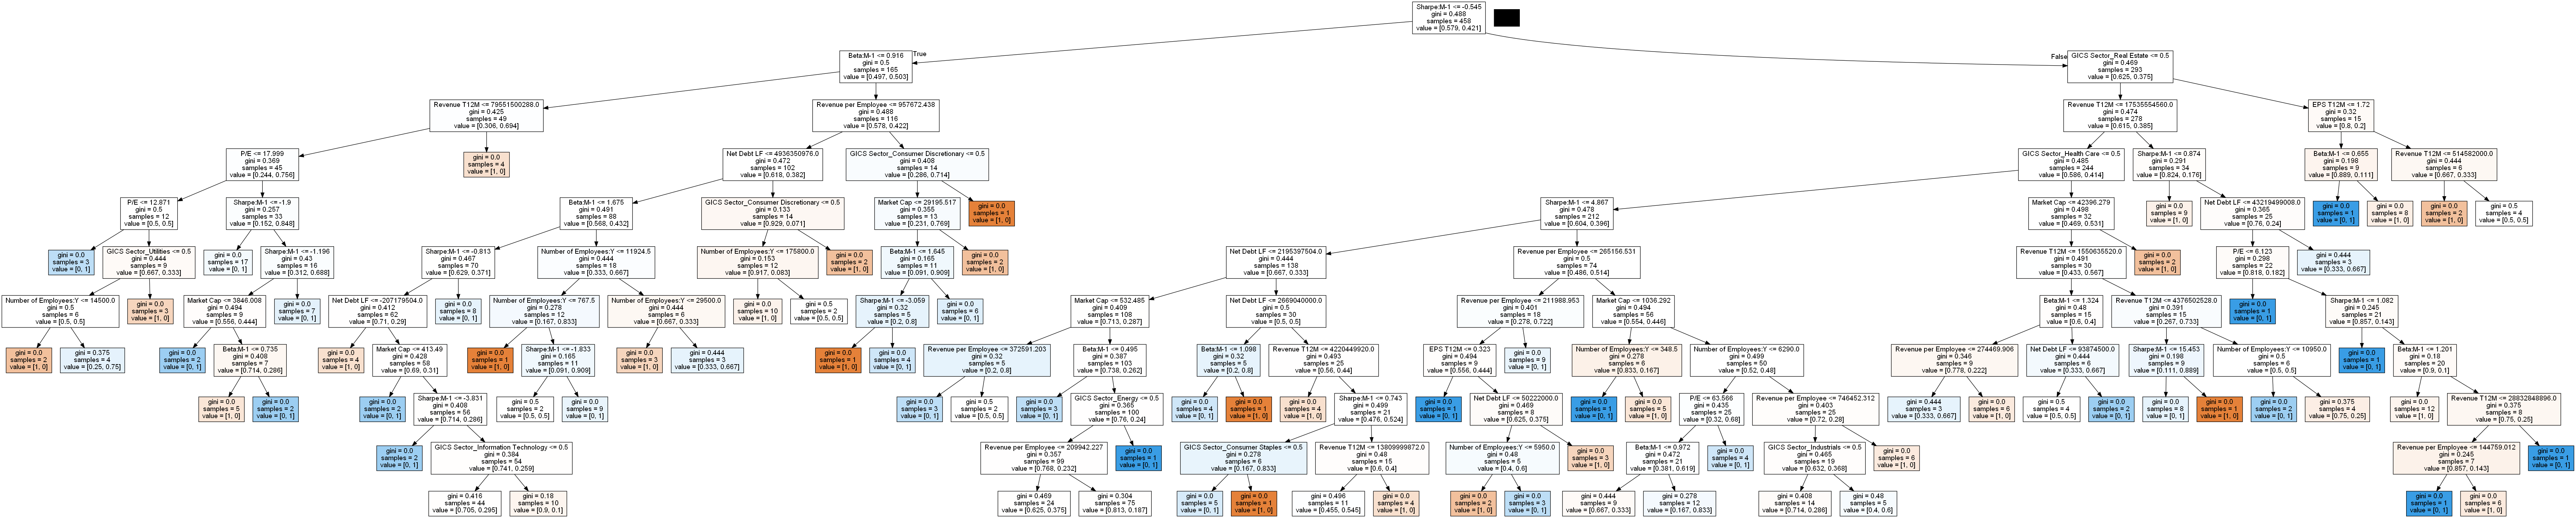 Sharpe:M-1 <= -0.545
gini = 0.488
samples = 458
value = [0.579, 0.421]
True
False
Beta:M-1 <= 0.916
gini = 0.5
samples = 165
value = [0.497, 0.503]
GICS Sector_Real Estate <= 0.5
gini = 0.469
samples = 293
value = [0.625, 0.375]
Revenue T12M <= 79551500288.0
gini = 0.425
samples = 49
value = [0.306, 0.694]
Revenue per Employee <= 957672.438
gini = 0.488
samples = 116
value = [0.578, 0.422]
Revenue T12M <= 17535554560.0
gini = 0.474
samples = 278
value = [0.615, 0.385]
EPS T12M <= 1.72
gini = 0.32
samples = 15
value = [0.8, 0.2]
P/E <= 17.999
gini = 0.369
samples = 45
value = [0.244, 0.756]
gini = 0.0
samples = 4
value = [1, 0]
Net Debt LF <= 4936350976.0
gini = 0.472
samples = 102
value = [0.618, 0.382]
GICS Sector_Consumer Discretionary <= 0.5
gini = 0.408
samples = 14
value = [0.286, 0.714]
GICS Sector_Health Care <= 0.5
gini = 0.485
samples = 244
value = [0.586, 0.414]
Sharpe:M-1 <= 0.874
gini = 0.291
samples = 34
value = [0.824, 0.176]
Beta:M-1 <= 0.655
gini = 0.198
samples = 9
value = [0.889, 0.111]
Revenue T12M <= 514582000.0
gini = 0.444
samples = 6
value = [0.667, 0.333]
P/E <= 12.871
gini = 0.5
samples = 12
value = [0.5, 0.5]
Sharpe:M-1 <= -1.9
gini = 0.257
samples = 33
value = [0.152, 0.848]
Beta:M-1 <= 1.675
gini = 0.491
samples = 88
value = [0.568, 0.432]
GICS Sector_Consumer Discretionary <= 0.5
gini = 0.133
samples = 14
value = [0.929, 0.071]
Market Cap <= 29195.517
gini = 0.355
samples = 13
value = [0.231, 0.769]
gini = 0.0
samples = 1
value = [1, 0]
Sharpe:M-1 <= 4.867
gini = 0.478
samples = 212
value = [0.604, 0.396]
Market Cap <= 42396.279
gini = 0.498
samples = 32
value = [0.469, 0.531]
gini = 0.0
samples = 9
value = [1, 0]
Net Debt LF <= 43219499008.0
gini = 0.365
samples = 25
value = [0.76, 0.24]
gini = 0.0
samples = 1
value = [0, 1]
gini = 0.0
samples = 8
value = [1, 0]
gini = 0.0
samples = 2
value = [1, 0]
gini = 0.5
samples = 4
value = [0.5, 0.5]
gini = 0.0
samples = 3
value = [0, 1]
GICS Sector_Utilities <= 0.5
gini = 0.444
samples = 9
value = [0.667, 0.333]
gini = 0.0
samples = 17
value = [0, 1]
Sharpe:M-1 <= -1.196
gini = 0.43
samples = 16
value = [0.312, 0.688]
Sharpe:M-1 <= -0.813
gini = 0.467
samples = 70
value = [0.629, 0.371]
Number of Employees:Y <= 11924.5
gini = 0.444
samples = 18
value = [0.333, 0.667]
Number of Employees:Y <= 175800.0
gini = 0.153
samples = 12
value = [0.917, 0.083]
gini = 0.0
samples = 2
value = [1, 0]
Beta:M-1 <= 1.645
gini = 0.165
samples = 11
value = [0.091, 0.909]
gini = 0.0
samples = 2
value = [1, 0]
Net Debt LF <= 2195397504.0
gini = 0.444
samples = 138
value = [0.667, 0.333]
Revenue per Employee <= 265156.531
gini = 0.5
samples = 74
value = [0.486, 0.514]
Revenue T12M <= 1550635520.0
gini = 0.491
samples = 30
value = [0.433, 0.567]
gini = 0.0
samples = 2
value = [1, 0]
P/E <= 6.123
gini = 0.298
samples = 22
value = [0.818, 0.182]
gini = 0.444
samples = 3
value = [0.333, 0.667]
Number of Employees:Y <= 14500.0
gini = 0.5
samples = 6
value = [0.5, 0.5]
gini = 0.0
samples = 3
value = [1, 0]
Market Cap <= 3846.008
gini = 0.494
samples = 9
value = [0.556, 0.444]
gini = 0.0
samples = 7
value = [0, 1]
Net Debt LF <= -207179504.0
gini = 0.412
samples = 62
value = [0.71, 0.29]
gini = 0.0
samples = 8
value = [0, 1]
Number of Employees:Y <= 767.5
gini = 0.278
samples = 12
value = [0.167, 0.833]
Number of Employees:Y <= 29500.0
gini = 0.444
samples = 6
value = [0.667, 0.333]
gini = 0.0
samples = 10
value = [1, 0]
gini = 0.5
samples = 2
value = [0.5, 0.5]
Sharpe:M-1 <= -3.059
gini = 0.32
samples = 5
value = [0.2, 0.8]
gini = 0.0
samples = 6
value = [0, 1]
Market Cap <= 532.485
gini = 0.409
samples = 108
value = [0.713, 0.287]
Net Debt LF <= 2669040000.0
gini = 0.5
samples = 30
value = [0.5, 0.5]
Revenue per Employee <= 211988.953
gini = 0.401
samples = 18
value = [0.278, 0.722]
Market Cap <= 1036.292
gini = 0.494
samples = 56
value = [0.554, 0.446]
Beta:M-1 <= 1.324
gini = 0.48
samples = 15
value = [0.6, 0.4]
Revenue T12M <= 4376502528.0
gini = 0.391
samples = 15
value = [0.267, 0.733]
gini = 0.0
samples = 1
value = [0, 1]
Sharpe:M-1 <= 1.082
gini = 0.245
samples = 21
value = [0.857, 0.143]
gini = 0.0
samples = 2
value = [1, 0]
gini = 0.375
samples = 4
value = [0.25, 0.75]
gini = 0.0
samples = 2
value = [0, 1]
Beta:M-1 <= 0.735
gini = 0.408
samples = 7
value = [0.714, 0.286]
gini = 0.0
samples = 4
value = [1, 0]
Market Cap <= 413.49
gini = 0.428
samples = 58
value = [0.69, 0.31]
gini = 0.0
samples = 1
value = [1, 0]
Sharpe:M-1 <= -1.833
gini = 0.165
samples = 11
value = [0.091, 0.909]
gini = 0.0
samples = 3
value = [1, 0]
gini = 0.444
samples = 3
value = [0.333, 0.667]
gini = 0.0
samples = 1
value = [1, 0]
gini = 0.0
samples = 4
value = [0, 1]
Revenue per Employee <= 372591.203
gini = 0.32
samples = 5
value = [0.2, 0.8]
Beta:M-1 <= 0.495
gini = 0.387
samples = 103
value = [0.738, 0.262]
Beta:M-1 <= 1.098
gini = 0.32
samples = 5
value = [0.2, 0.8]
Revenue T12M <= 4220449920.0
gini = 0.493
samples = 25
value = [0.56, 0.44]
EPS T12M <= 0.323
gini = 0.494
samples = 9
value = [0.556, 0.444]
gini = 0.0
samples = 9
value = [0, 1]
Number of Employees:Y <= 348.5
gini = 0.278
samples = 6
value = [0.833, 0.167]
Number of Employees:Y <= 6290.0
gini = 0.499
samples = 50
value = [0.52, 0.48]
Revenue per Employee <= 274469.906
gini = 0.346
samples = 9
value = [0.778, 0.222]
Net Debt LF <= 93874500.0
gini = 0.444
samples = 6
value = [0.333, 0.667]
Sharpe:M-1 <= 15.453
gini = 0.198
samples = 9
value = [0.111, 0.889]
Number of Employees:Y <= 10950.0
gini = 0.5
samples = 6
value = [0.5, 0.5]
gini = 0.0
samples = 1
value = [0, 1]
Beta:M-1 <= 1.201
gini = 0.18
samples = 20
value = [0.9, 0.1]
gini = 0.0
samples = 5
value = [1, 0]
gini = 0.0
samples = 2
value = [0, 1]
gini = 0.0
samples = 2
value = [0, 1]
Sharpe:M-1 <= -3.831
gini = 0.408
samples = 56
value = [0.714, 0.286]
gini = 0.5
samples = 2
value = [0.5, 0.5]
gini = 0.0
samples = 9
value = [0, 1]
gini = 0.0
samples = 3
value = [0, 1]
gini = 0.5
samples = 2
value = [0.5, 0.5]
gini = 0.0
samples = 3
value = [0, 1]
GICS Sector_Energy <= 0.5
gini = 0.365
samples = 100
value = [0.76, 0.24]
gini = 0.0
samples = 4
value = [0, 1]
gini = 0.0
samples = 1
value = [1, 0]
gini = 0.0
samples = 4
value = [1, 0]
Sharpe:M-1 <= 0.743
gini = 0.499
samples = 21
value = [0.476, 0.524]
gini = 0.0
samples = 1
value = [0, 1]
Net Debt LF <= 50222000.0
gini = 0.469
samples = 8
value = [0.625, 0.375]
gini = 0.0
samples = 1
value = [0, 1]
gini = 0.0
samples = 5
value = [1, 0]
P/E <= 63.566
gini = 0.435
samples = 25
value = [0.32, 0.68]
Revenue per Employee <= 746452.312
gini = 0.403
samples = 25
value = [0.72, 0.28]
gini = 0.444
samples = 3
value = [0.333, 0.667]
gini = 0.0
samples = 6
value = [1, 0]
gini = 0.5
samples = 4
value = [0.5, 0.5]
gini = 0.0
samples = 2
value = [0, 1]
gini = 0.0
samples = 8
value = [0, 1]
gini = 0.0
samples = 1
value = [1, 0]
gini = 0.0
samples = 2
value = [0, 1]
gini = 0.375
samples = 4
value = [0.75, 0.25]
gini = 0.0
samples = 12
value = [1, 0]
Revenue T12M <= 28832848896.0
gini = 0.375
samples = 8
value = [0.75, 0.25]
gini = 0.0
samples = 2
value = [0, 1]
GICS Sector_Information Technology <= 0.5
gini = 0.384
samples = 54
value = [0.741, 0.259]
Revenue per Employee <= 209942.227
gini = 0.357
samples = 99
value = [0.768, 0.232]
gini = 0.0
samples = 1
value = [0, 1]
GICS Sector_Consumer Staples <= 0.5
gini = 0.278
samples = 6
value = [0.167, 0.833]
Revenue T12M <= 13809999872.0
gini = 0.48
samples = 15
value = [0.6, 0.4]
Number of Employees:Y <= 5950.0
gini = 0.48
samples = 5
value = [0.4, 0.6]
gini = 0.0
samples = 3
value = [1, 0]
Beta:M-1 <= 0.972
gini = 0.472
samples = 21
value = [0.381, 0.619]
gini = 0.0
samples = 4
value = [0, 1]
GICS Sector_Industrials <= 0.5
gini = 0.465
samples = 19
value = [0.632, 0.368]
gini = 0.0
samples = 6
value = [1, 0]
Revenue per Employee <= 144759.012
gini = 0.245
samples = 7
value = [0.857, 0.143]
gini = 0.0
samples = 1
value = [0, 1]
gini = 0.416
samples = 44
value = [0.705, 0.295]
gini = 0.18
samples = 10
value = [0.9, 0.1]
gini = 0.469
samples = 24
value = [0.625, 0.375]
gini = 0.304
samples = 75
value = [0.813, 0.187]
gini = 0.0
samples = 5
value = [0, 1]
gini = 0.0
samples = 1
value = [1, 0]
gini = 0.496
samples = 11
value = [0.455, 0.545]
gini = 0.0
samples = 4
value = [1, 0]
gini = 0.0
samples = 2
value = [1, 0]
gini = 0.0
samples = 3
value = [0, 1]
gini = 0.444
samples = 9
value = [0.667, 0.333]
gini = 0.278
samples = 12
value = [0.167, 0.833]
gini = 0.408
samples = 14
value = [0.714, 0.286]
gini = 0.48
samples = 5
value = [0.4, 0.6]
gini = 0.0
samples = 1
value = [0, 1]
gini = 0.0
samples = 6
value = [1, 0]